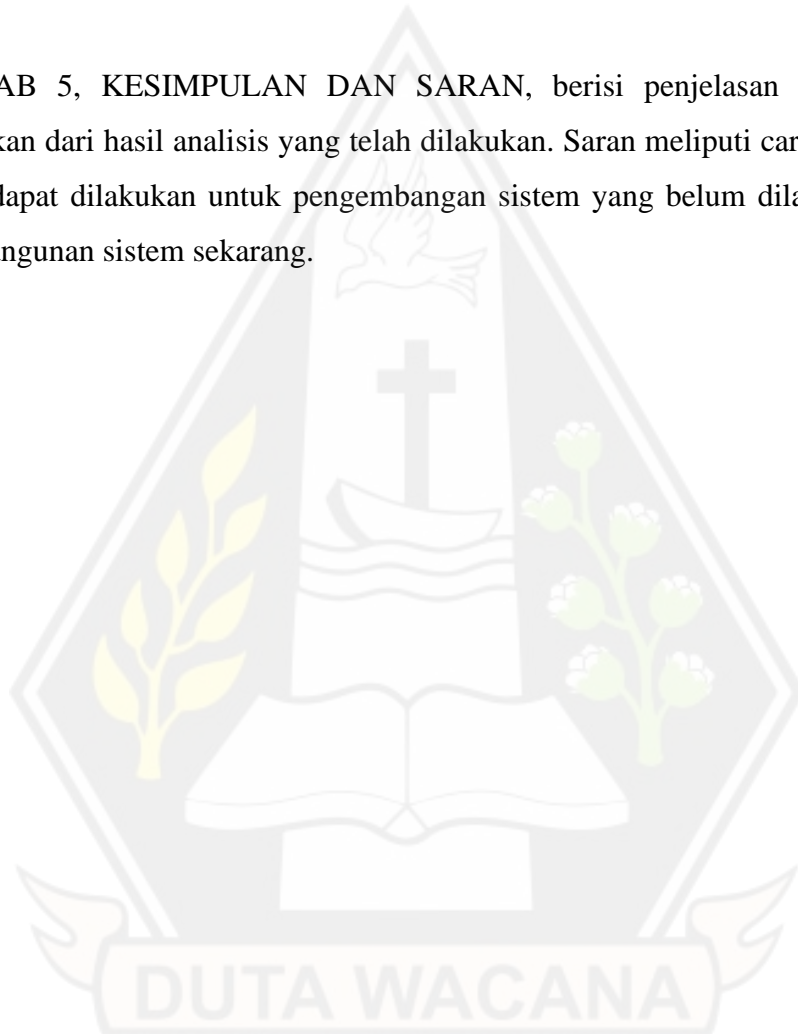 AB 5, KESIMPULAN DAN SARAN, berisi penjelasan
kan dari hasil analisis yang telah dilakukan. Saran meliputi car
dapat dilakukan untuk pengembangan sistem yang belum dila
ngunan sistem sekarang.
DUTA WACANA